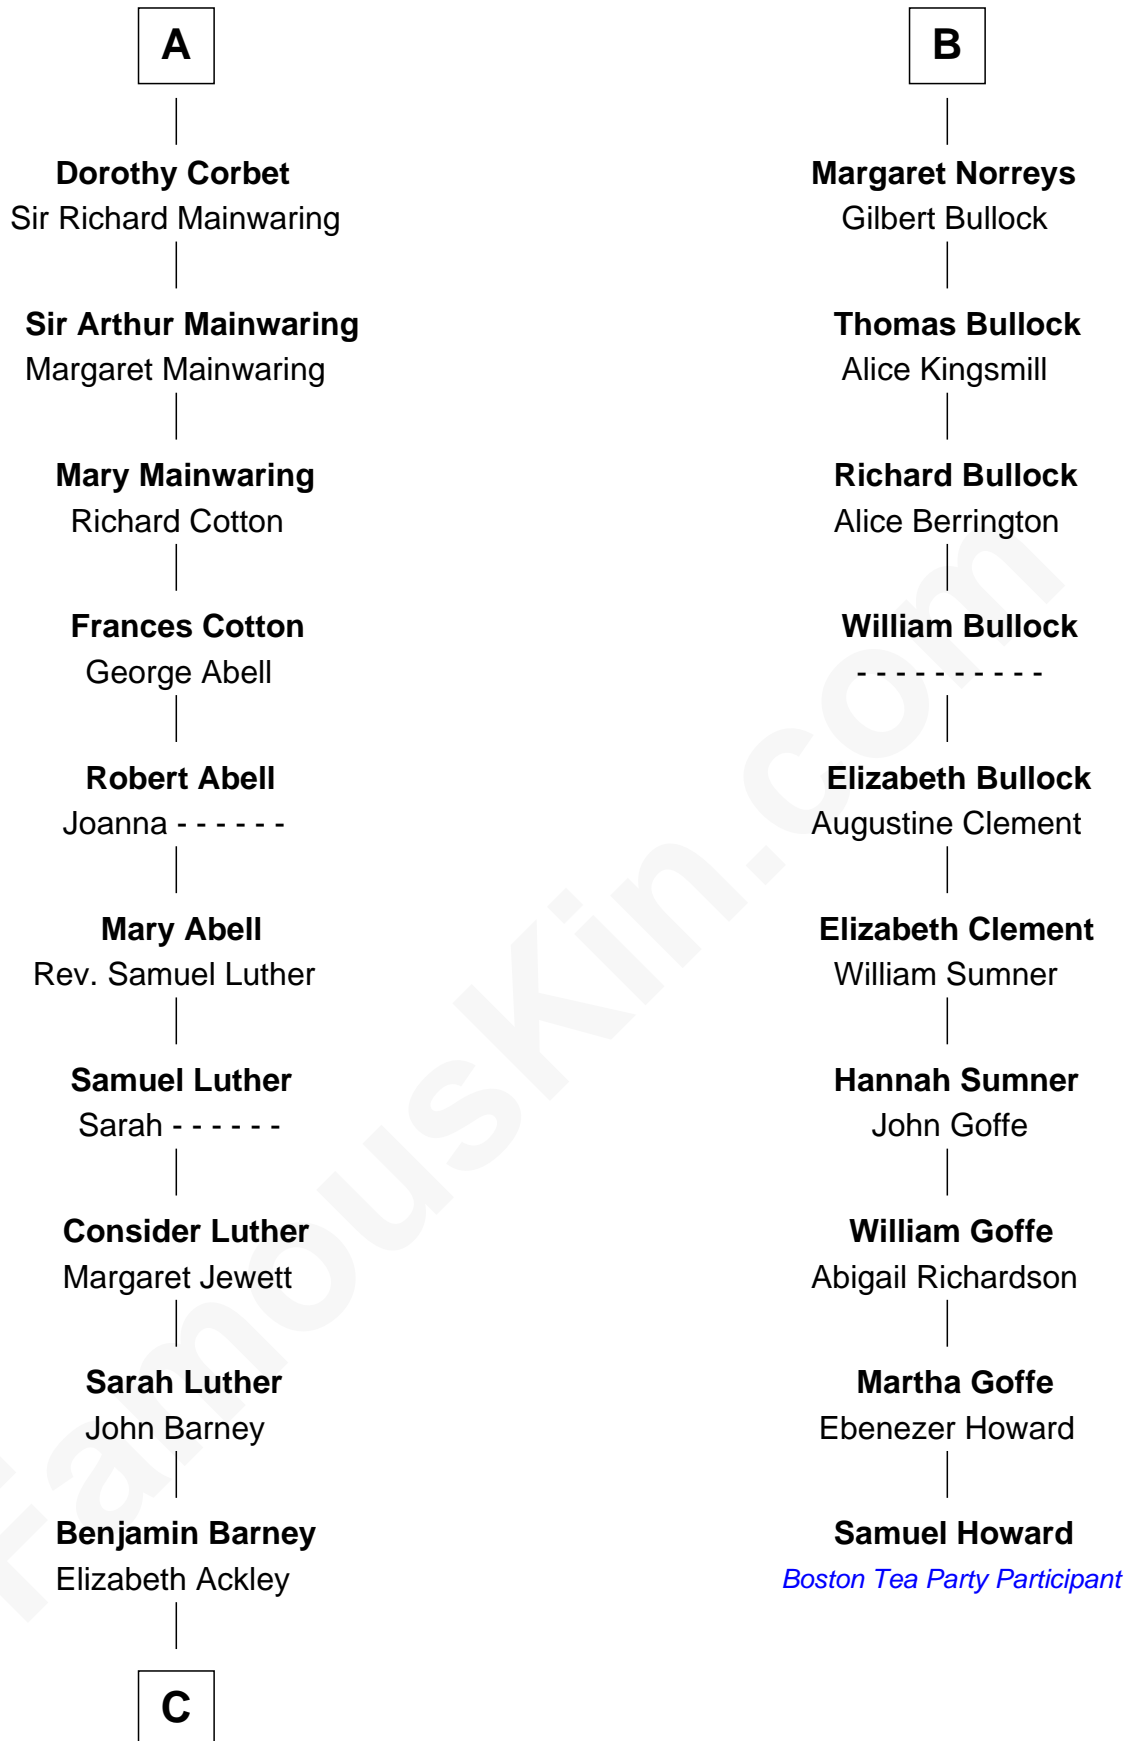 A
Dorothy Corbet
Sir Richard Mainwaring
Sir Arthur Mainwaring
Margaret Mainwaring
Mary Mainwaring
Richard Cotton
Frances Cotton
George Abell
Robert Abell
Joanna - - - - - -
Mary Abell
Rev. Samuel Luther
Samuel Luther
Sarah - - - - - -
Consider Luther
Margaret Jewett
Sarah Luther
John Barney
Benjamin Barney
Elizabeth Ackley
C
B
Margaret Norreys
Gilbert Bullock
Thomas Bullock
Alice Kingsmill
Richard Bullock
Alice Berrington
William Bullock
- - - - - - - - - -
Elizabeth Bullock
Augustine Clement
Elizabeth Clement
William Sumner
Hannah Sumner
John Goffe
William Goffe
Abigail Richardson
Martha Goffe
Ebenezer Howard
Samuel Howard
Boston Tea Party Participant
FamousKin.com